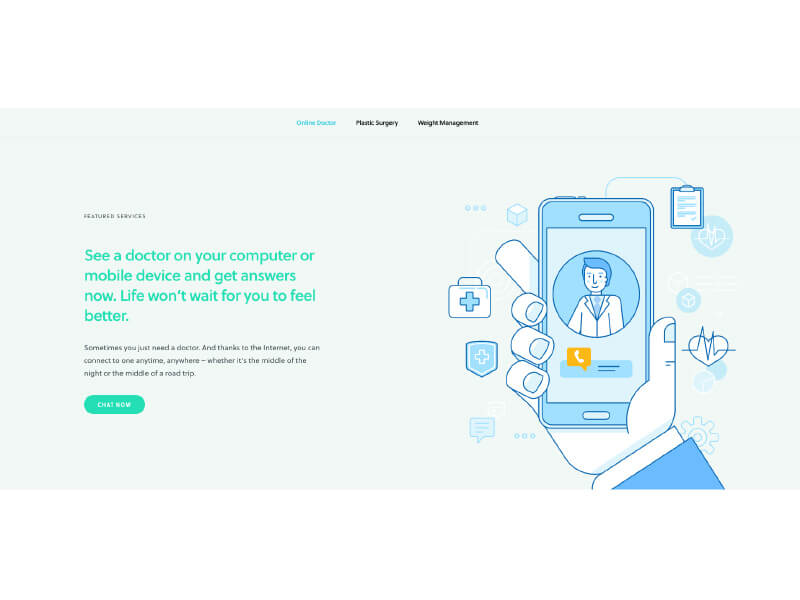 Online Doctor Plastic Surgery Weight Management
FEATURED SERVICES
See a doctor on your computer or
mobile device and get answers
now. Life won't wait for you to feel
better.
Sometimes you just need a doctor. And thanks to the Internet, you can
connect to one anytime, anywhere – whether it's the middle of the
night or the middle of a road trip.
CHAT NOW